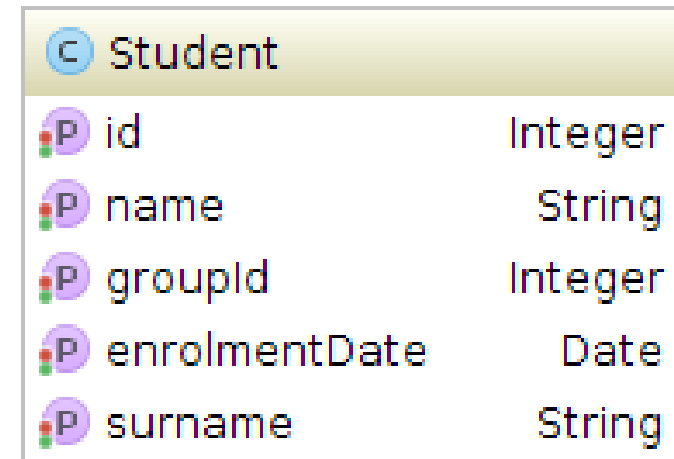 C Student
P id Integer
P name String
P groupId Integer
P enrolmentDate Date
P surname String